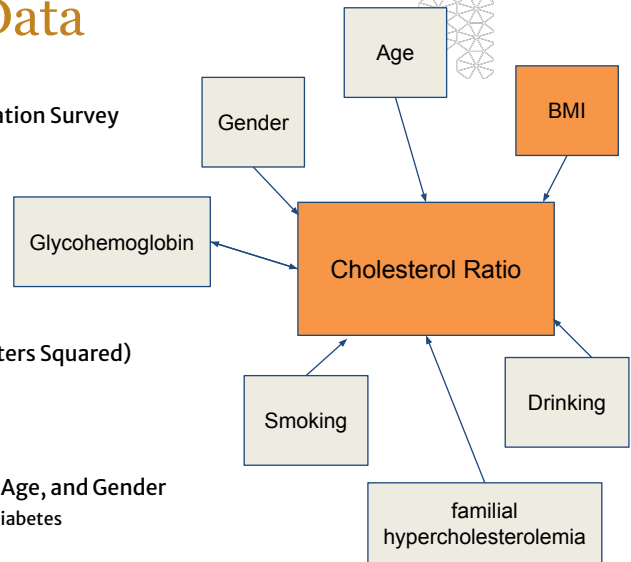 Data
ation Survey
ters Squared)
Age, and Gender
iabetes
Age
BMI
Gender
Glycohemoglobin
Cholesterol Ratio
Smoking
Drinking
familial
hypercholesterolemia